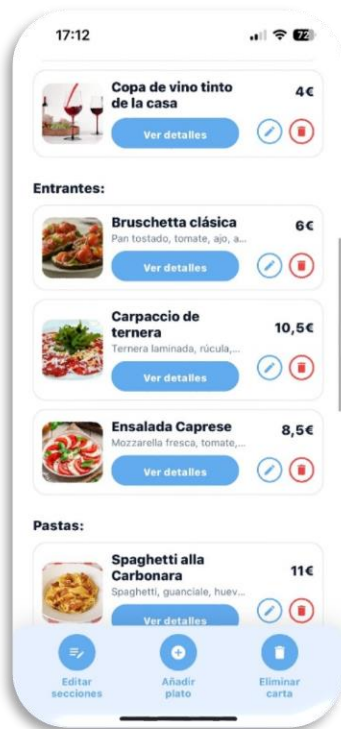 17:12
72
Copa de vino tinto
de la casa
4€
Ver detalles
Entrantes:
Bruschetta clásica
6€
Pan tostado, tomate, ajo, a...
Ver detalles
Carpaccio de
ternera
10,5€
Ternera laminada, rúcula,...
Ver detalles
Ensalada Caprese
8,5€
Mozzarella fresca, tomate,...
Ver detalles
Pastas:
Spaghetti alla
Carbonara
11€
Spaghetti, guanciale, huev...
Ver detalles
Editar
secciones
Añadir
plato
Eliminar
carta